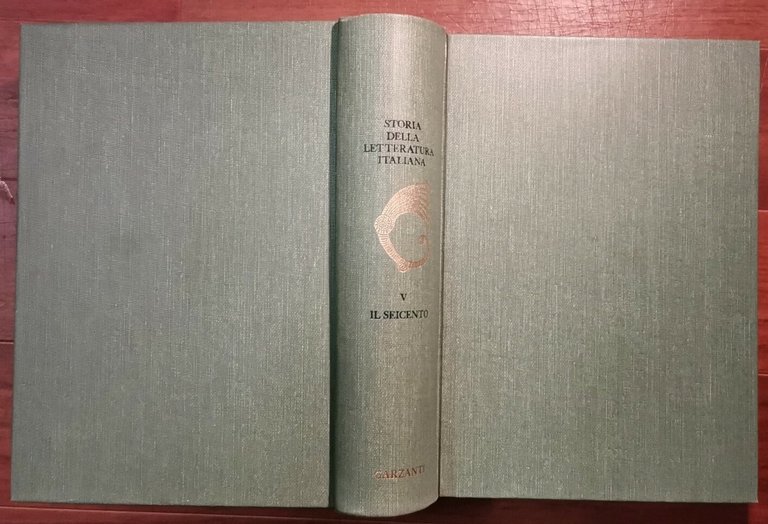 STORIA
DELLA
LETTERATURA
ITALIANA
V
IL SEICENTO
GARZANTI